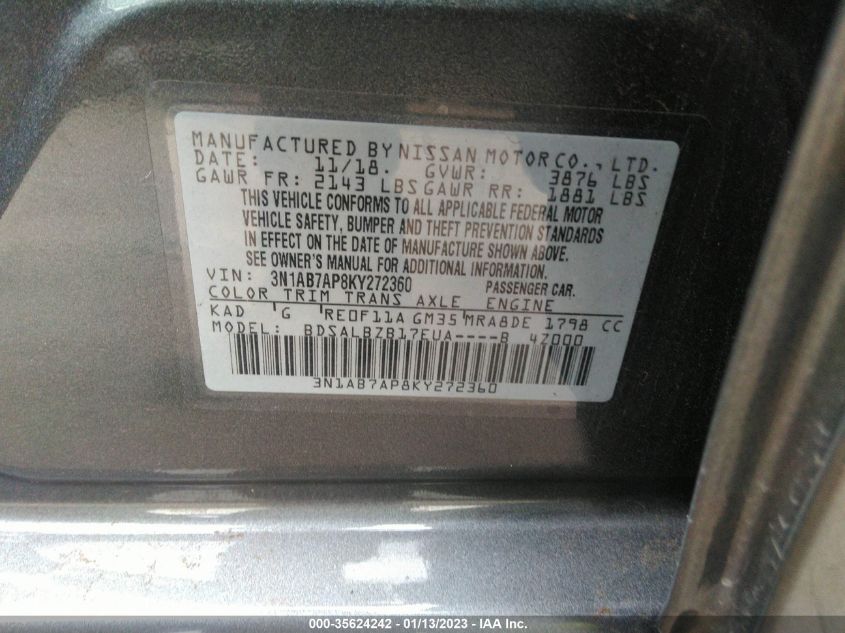 MANUFACTURED BY NISSAN MOTOR CO., LTD.
DATE: 11/18. GVWR: 3876 LBS
GAWR FR: 2143 LBS GAWR RR: 1881 LBS
THIS VEHICLE CONFORMS TO ALL APPLICABLE FEDERAL MOTOR
VEHICLE SAFETY, BUMPER AND THEFT PREVENTION STANDARDS
IN EFFECT ON THE DATE OF MANUFACTURE SHOWN ABOVE.
SEE OWNER'S MANUAL FOR ADDITIONAL INFORMATION.
VIN: 3N1AB7AP8KY272360 PASSENGER CAR.
COLOR TRIM TRANS AXLE ENGINE
KAD G RE0F11A GM35 MRA8DE 1798 CC
MODEL: BDSALBZB17EUA----B 4Z000
3N1AB7AP8KY272360
000-35624242 - 01/13/2023 - IAA Inc.